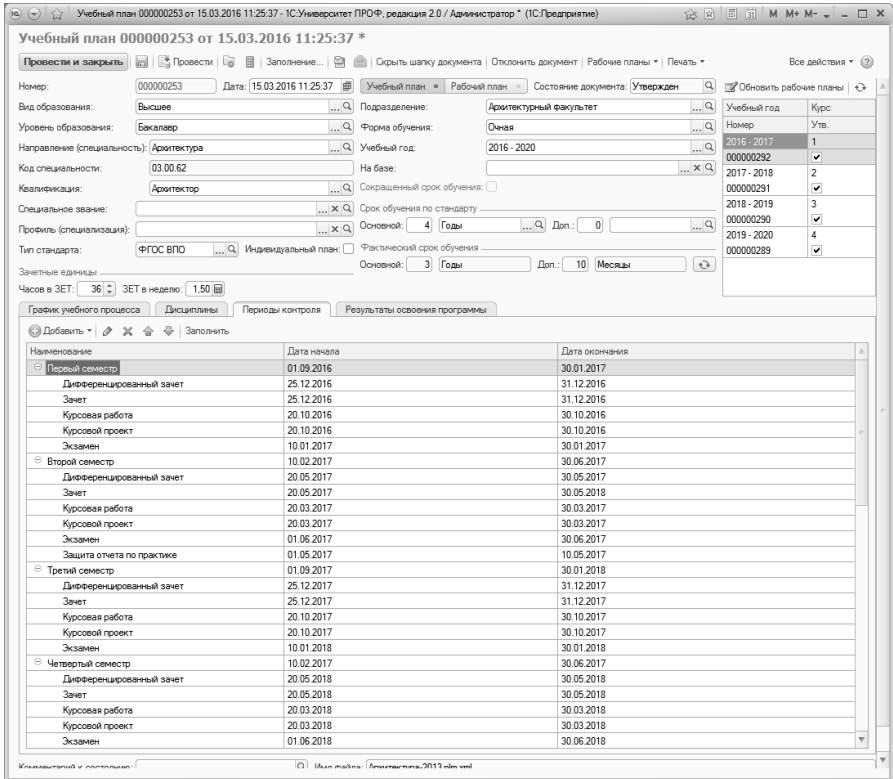 Учебный план 000000253 от 15.03.2016 11:25:37 - 1С:Университет ПРОФ, редакция 2.0 / Администратор * (1С:Предприятие) M M+ M-
Учебный план 000000253 от 15.03.2016 11:25:37 *
Провести и закрыть Провести Заполнение... Скрыть шапку документа Отклонить документ Рабочие планы Печать Все действия
Номер: 000000253 Дата: 15.03.2016 11:25:37 Учебный план Рабочий план Состояние документа: Утвержден Обновить рабочие планы
Вид образования: Высшее Подразделение: Архитектурный факультет Учебный год Курс
Уровень образования: Бакалавр Форма обучения: Очная Номер Утв.
Направление (специальность): Архитектура Учебный год: 2016 - 2020 2016 - 2017 1
Код специальности: 03.00.62 На базе: 000000292
Квалификация: Архитектор Сокращенный срок обучения: 2017 - 2018 2
000000291
Специальное звание: Срок обучения по стандарту 2018 - 2019 3
Профиль (специализация): Основной: 4 Годы Доп.: 0 000000290
2019 - 2020 4
Тип стандарта: ФГОС ВПО Индивидуальный план: Фактический срок обучения 000000289
Зачетные единицы Основной: 3 Годы Доп.: 10 Месяцы
Часов в ЗЕТ: 36 ЗЕТ в неделю: 1,50
График учебного процесса Дисциплины Периоды контроля Результаты освоения программы
Добавить Заполнить
Наименование Дата начала Дата окончания
Первый семестр 01.09.2016 30.01.2017
Дифференцированный зачет 25.12.2016 31.12.2016
Зачет 25.12.2016 31.12.2016
Курсовая работа 20.10.2016 30.10.2016
Курсовой проект 20.10.2016 30.10.2016
Экзамен 10.01.2017 30.01.2017
Второй семестр 10.02.2017 30.06.2017
Дифференцированный зачет 20.05.2017 30.05.2017
Зачет 20.05.2017 30.05.2018
Курсовая работа 20.03.2017 30.03.2017
Курсовой проект 20.03.2017 30.03.2017
Экзамен 01.06.2017 30.06.2017
Защита отчета по практике 01.05.2017 10.05.2017
Третий семестр 01.09.2017 30.01.2018
Дифференцированный зачет 25.12.2017 31.12.2017
Зачет 25.12.2017 31.12.2017
Курсовая работа 20.10.2017 30.10.2017
Курсовой проект 20.10.2017 30.10.2017
Экзамен 10.01.2018 30.01.2018
Четвертый семестр 10.02.2017 30.06.2017
Дифференцированный зачет 20.05.2018 30.05.2018
Зачет 20.05.2018 30.05.2018
Курсовая работа 20.03.2018 30.03.2018
Курсовой проект 20.03.2018 30.03.2018
Экзамен 01.06.2018 30.06.2018
Комментарий к состоянию: Имя файла: Архитектура-2013.plm.xml